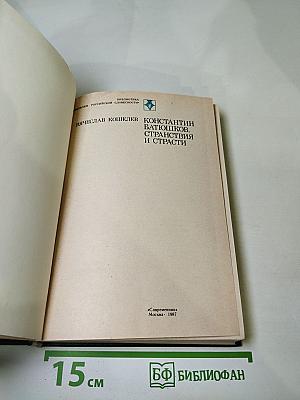 БИБЛИОТЕКА
РОССИЙСКОЙ СЛОВЕСНОСТИ»
ВЯЧЕСЛАВ КОШЕЛЕВ
КОНСТАНТИН
БАТЮШКОВ.
СТРАНСТВИЯ
И СТРАСТИ
«Современник»
Москва · 1987
15 см
БФ БИБЛИОФАН